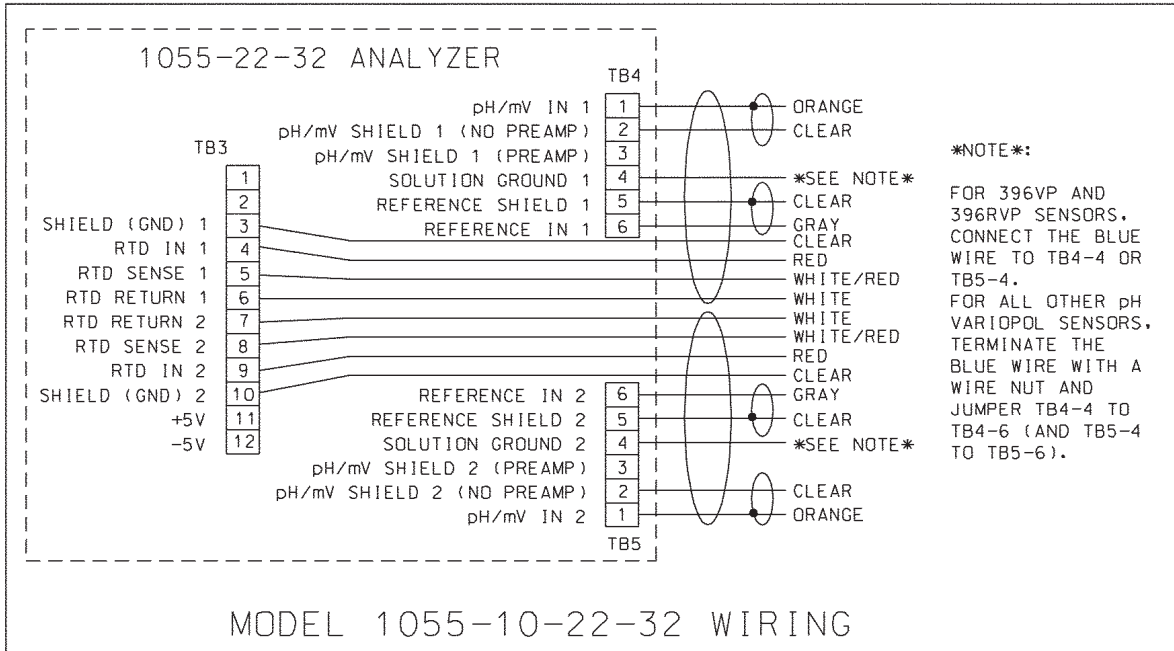 1055-22-32 ANALYZER
TB4
pH/mV IN 1 1 ORANGE
pH/mV SHIELD 1 (NO PREAMP) 2 CLEAR
pH/mV SHIELD 1 (PREAMP) 3
SOLUTION GROUND 1 4 *SEE NOTE*
REFERENCE SHIELD 1 5 CLEAR
REFERENCE IN 1 6 GRAY
TB3
1
2
SHIELD (GND) 1 3 CLEAR
RTD IN 1 4 RED
RTD SENSE 1 5 WHITE/RED
RTD RETURN 1 6 WHITE
RTD RETURN 2 7 WHITE
RTD SENSE 2 8 WHITE/RED
RTD IN 2 9 RED
SHIELD (GND) 2 10 CLEAR
+5V 11
-5V 12
REFERENCE IN 2 6 GRAY
REFERENCE SHIELD 2 5 CLEAR
SOLUTION GROUND 2 4 *SEE NOTE*
pH/mV SHIELD 2 (PREAMP) 3
pH/mV SHIELD 2 (NO PREAMP) 2 CLEAR
pH/mV IN 2 1 ORANGE
TB5
*NOTE*:
FOR 396VP AND
396RVP SENSORS,
CONNECT THE BLUE
WIRE TO TB4-4 OR
TB5-4.
FOR ALL OTHER pH
VARIOPOL SENSORS,
TERMINATE THE
BLUE WIRE WITH A
WIRE NUT AND
JUMPER TB4-4 TO
TB4-6 (AND TB5-4
TO TB5-6).
MODEL 1055-10-22-32 WIRING